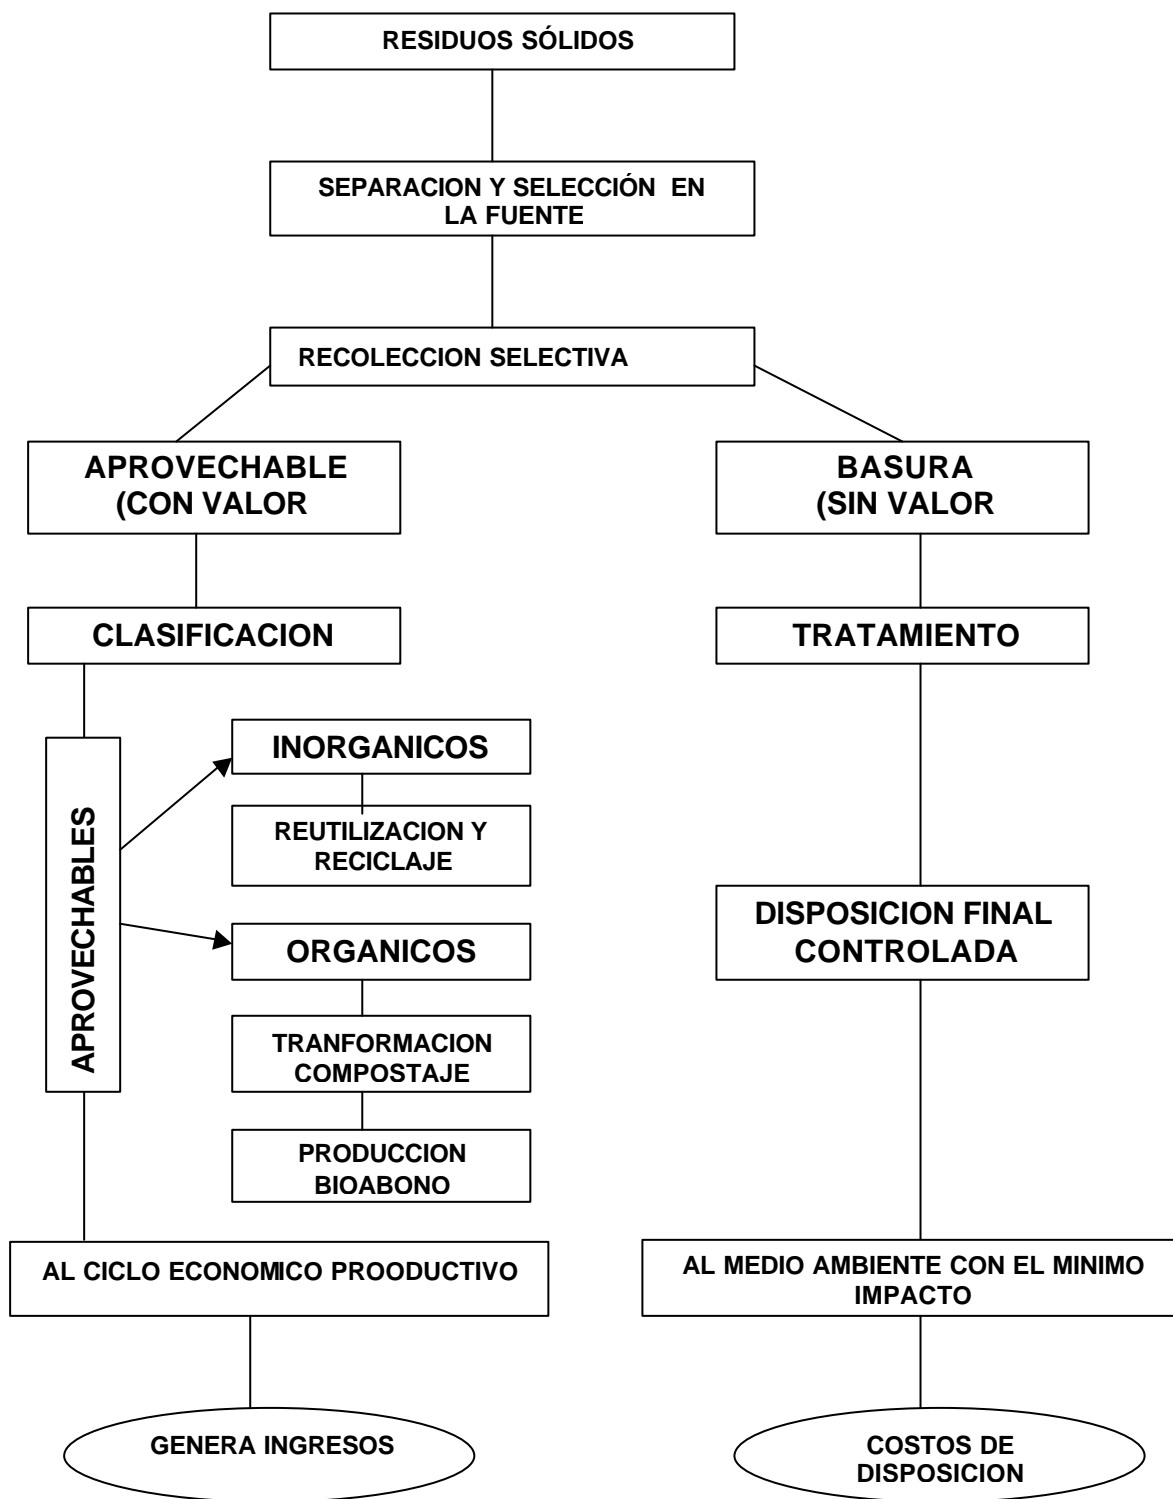 RESIDUOS SÓLIDOS
SEPARACION Y SELECCIÓN EN
LA FUENTE
RECOLECCION SELECTIVA
APROVECHABLE
(CON VALOR
BASURA
(SIN VALOR
CLASIFICACION
TRATAMIENTO
APROVECHABLES
INORGANICOS
REUTILIZACION Y
RECICLAJE
ORGANICOS
TRANFORMACION
COMPOSTAJE
PRODUCCION
BIOABONO
DISPOSICION FINAL
CONTROLADA
AL CICLO ECONOMICO PROODUCTIVO
AL MEDIO AMBIENTE CON EL MINIMO
IMPACTO
GENERA INGRESOS
COSTOS DE
DISPOSICION